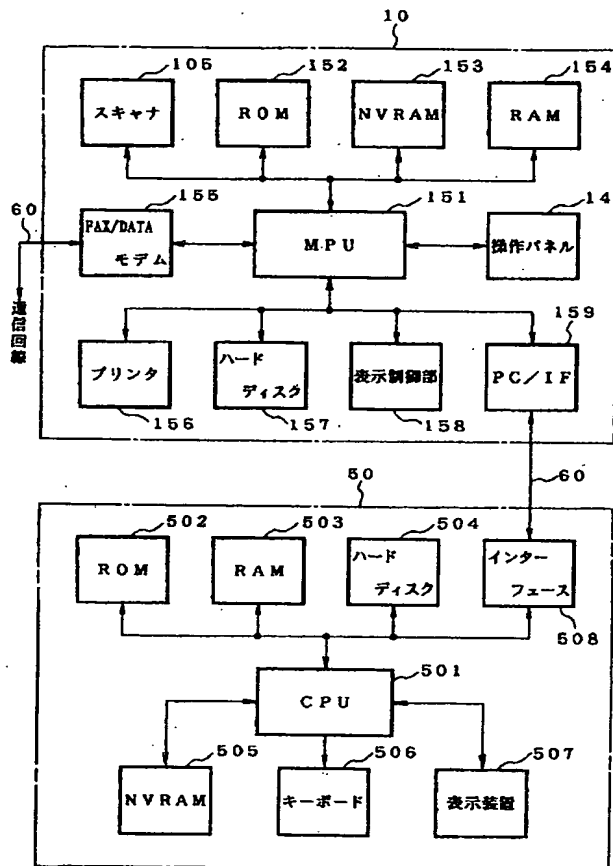 10
105
152
153
154
スキャナ
ROM
NVRAM
RAM
60
155
151
14
FAX/DATA
モデム
MPU
操作パネル
通信回線
159
プリンタ
ハード
ディスク
表示制御部
PC/IF
156
157
158
50
60
502
503
504
ROM
RAM
ハード
ディスク
インター
フェース
508
501
CPU
505
506
507
NVRAM
キーボード
表示装置